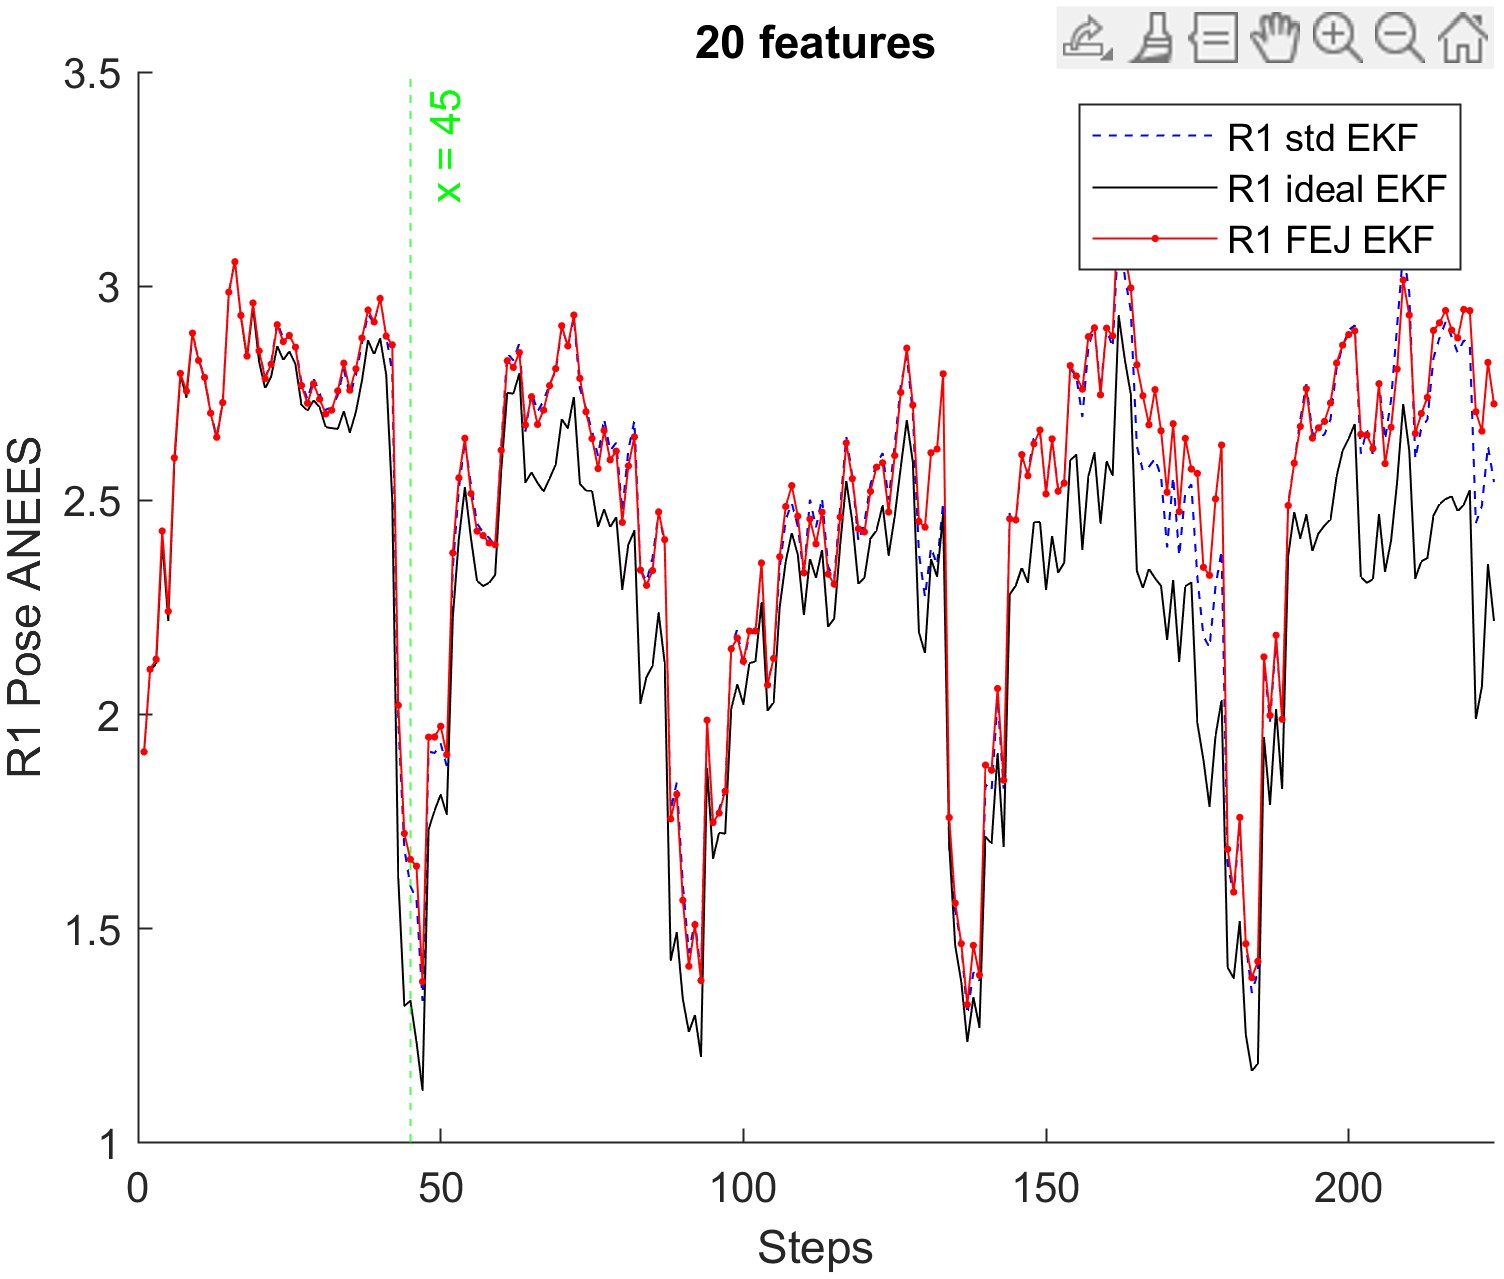 20 features
3.5
3
2.5
2
1.5
1
R1 Pose ANEES
x = 45
R1 std EKF
R1 ideal EKF
R1 FEJ EKF
0 50 100 150 200
Steps